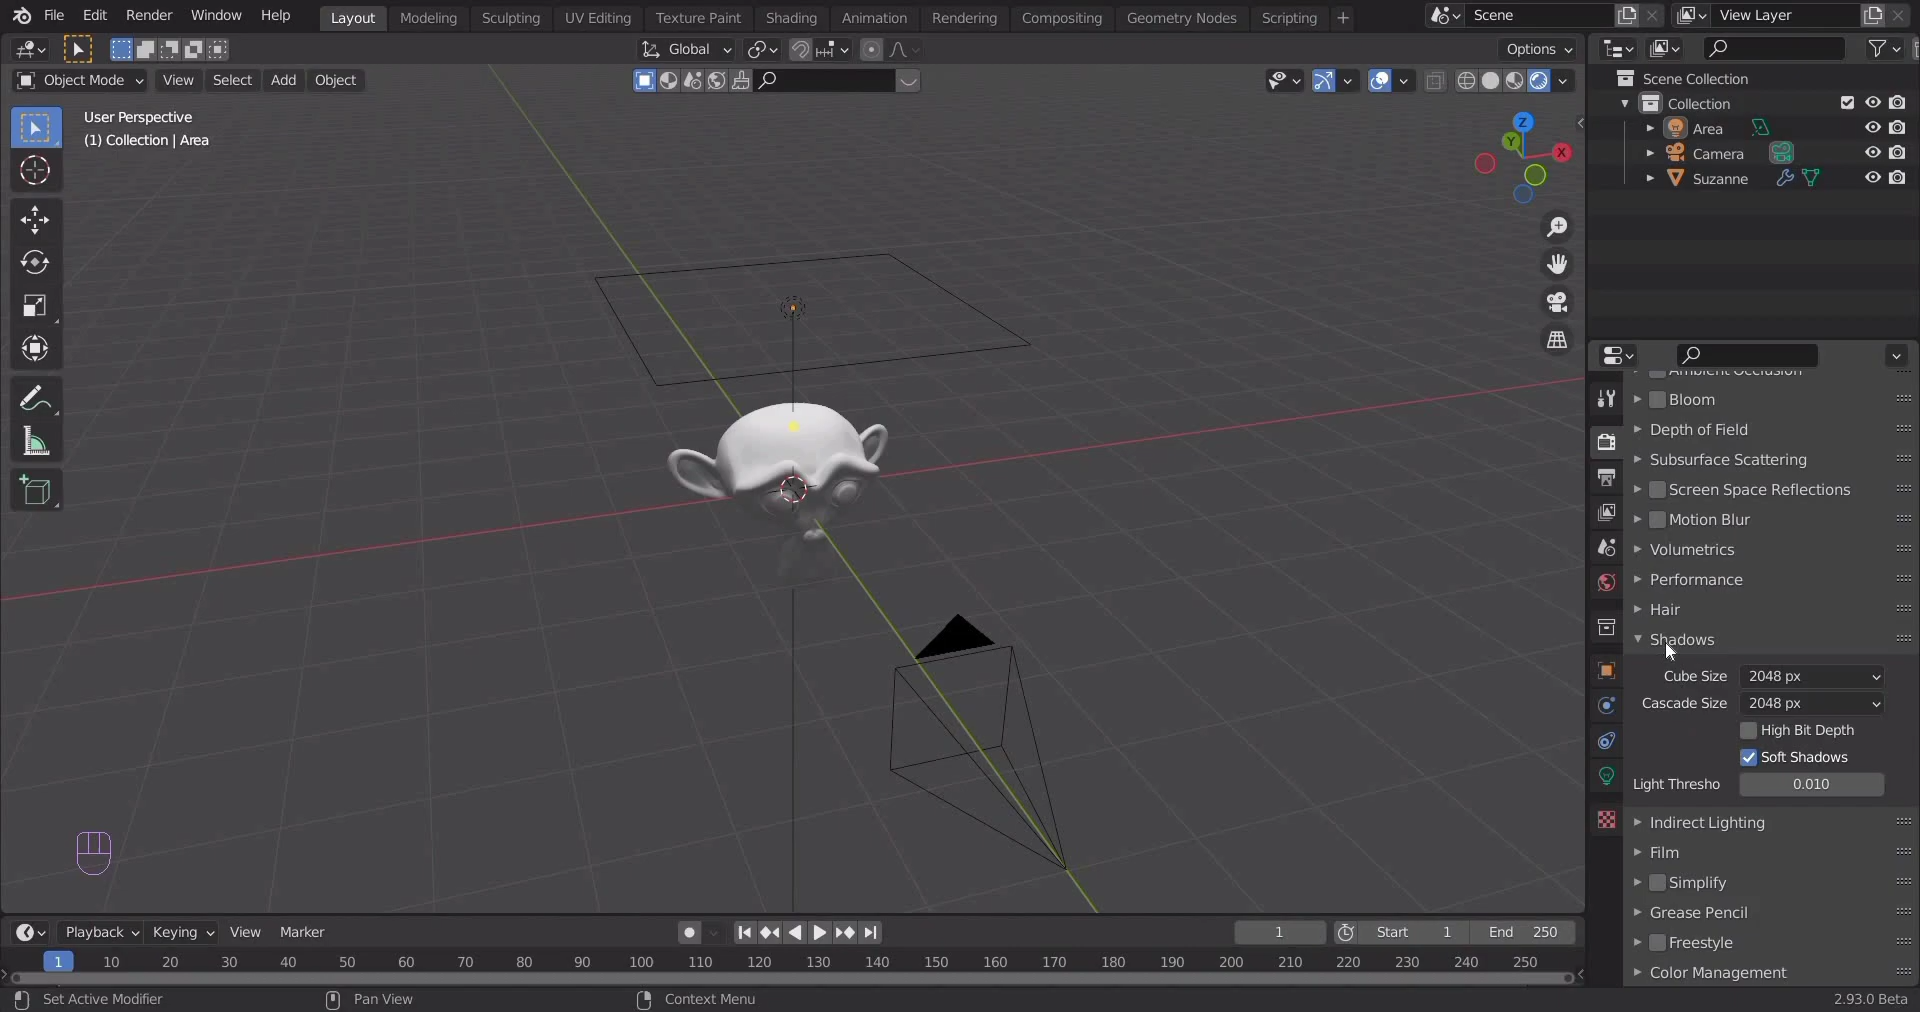 File Edit Render Window Help Layout Modeling Sculpting UV Editing Texture Paint Shading Animation Rendering Compositing Geometry Nodes Scripting + Scene View Layer
Global Options
Object Mode View Select Add Object
User Perspective
(1) Collection | Area
Z
Y
X
Scene Collection
Collection
Area
Camera
Suzanne
Ambient Occlusion
Bloom
Depth of Field
Subsurface Scattering
Screen Space Reflections
Motion Blur
Volumetrics
Performance
Hair
Shadows
Cube Size 2048 px
Cascade Size 2048 px
High Bit Depth
Soft Shadows
Light Thresho 0.010
Indirect Lighting
Film
Simplify
Grease Pencil
Freestyle
Color Management
Playback Keying View Marker 1 Start 1 End 250
1 10 20 30 40 50 60 70 80 90 100 110 120 130 140 150 160 170 180 190 200 210 220 230 240 250
Set Active Modifier Pan View Context Menu 2.93.0 Beta